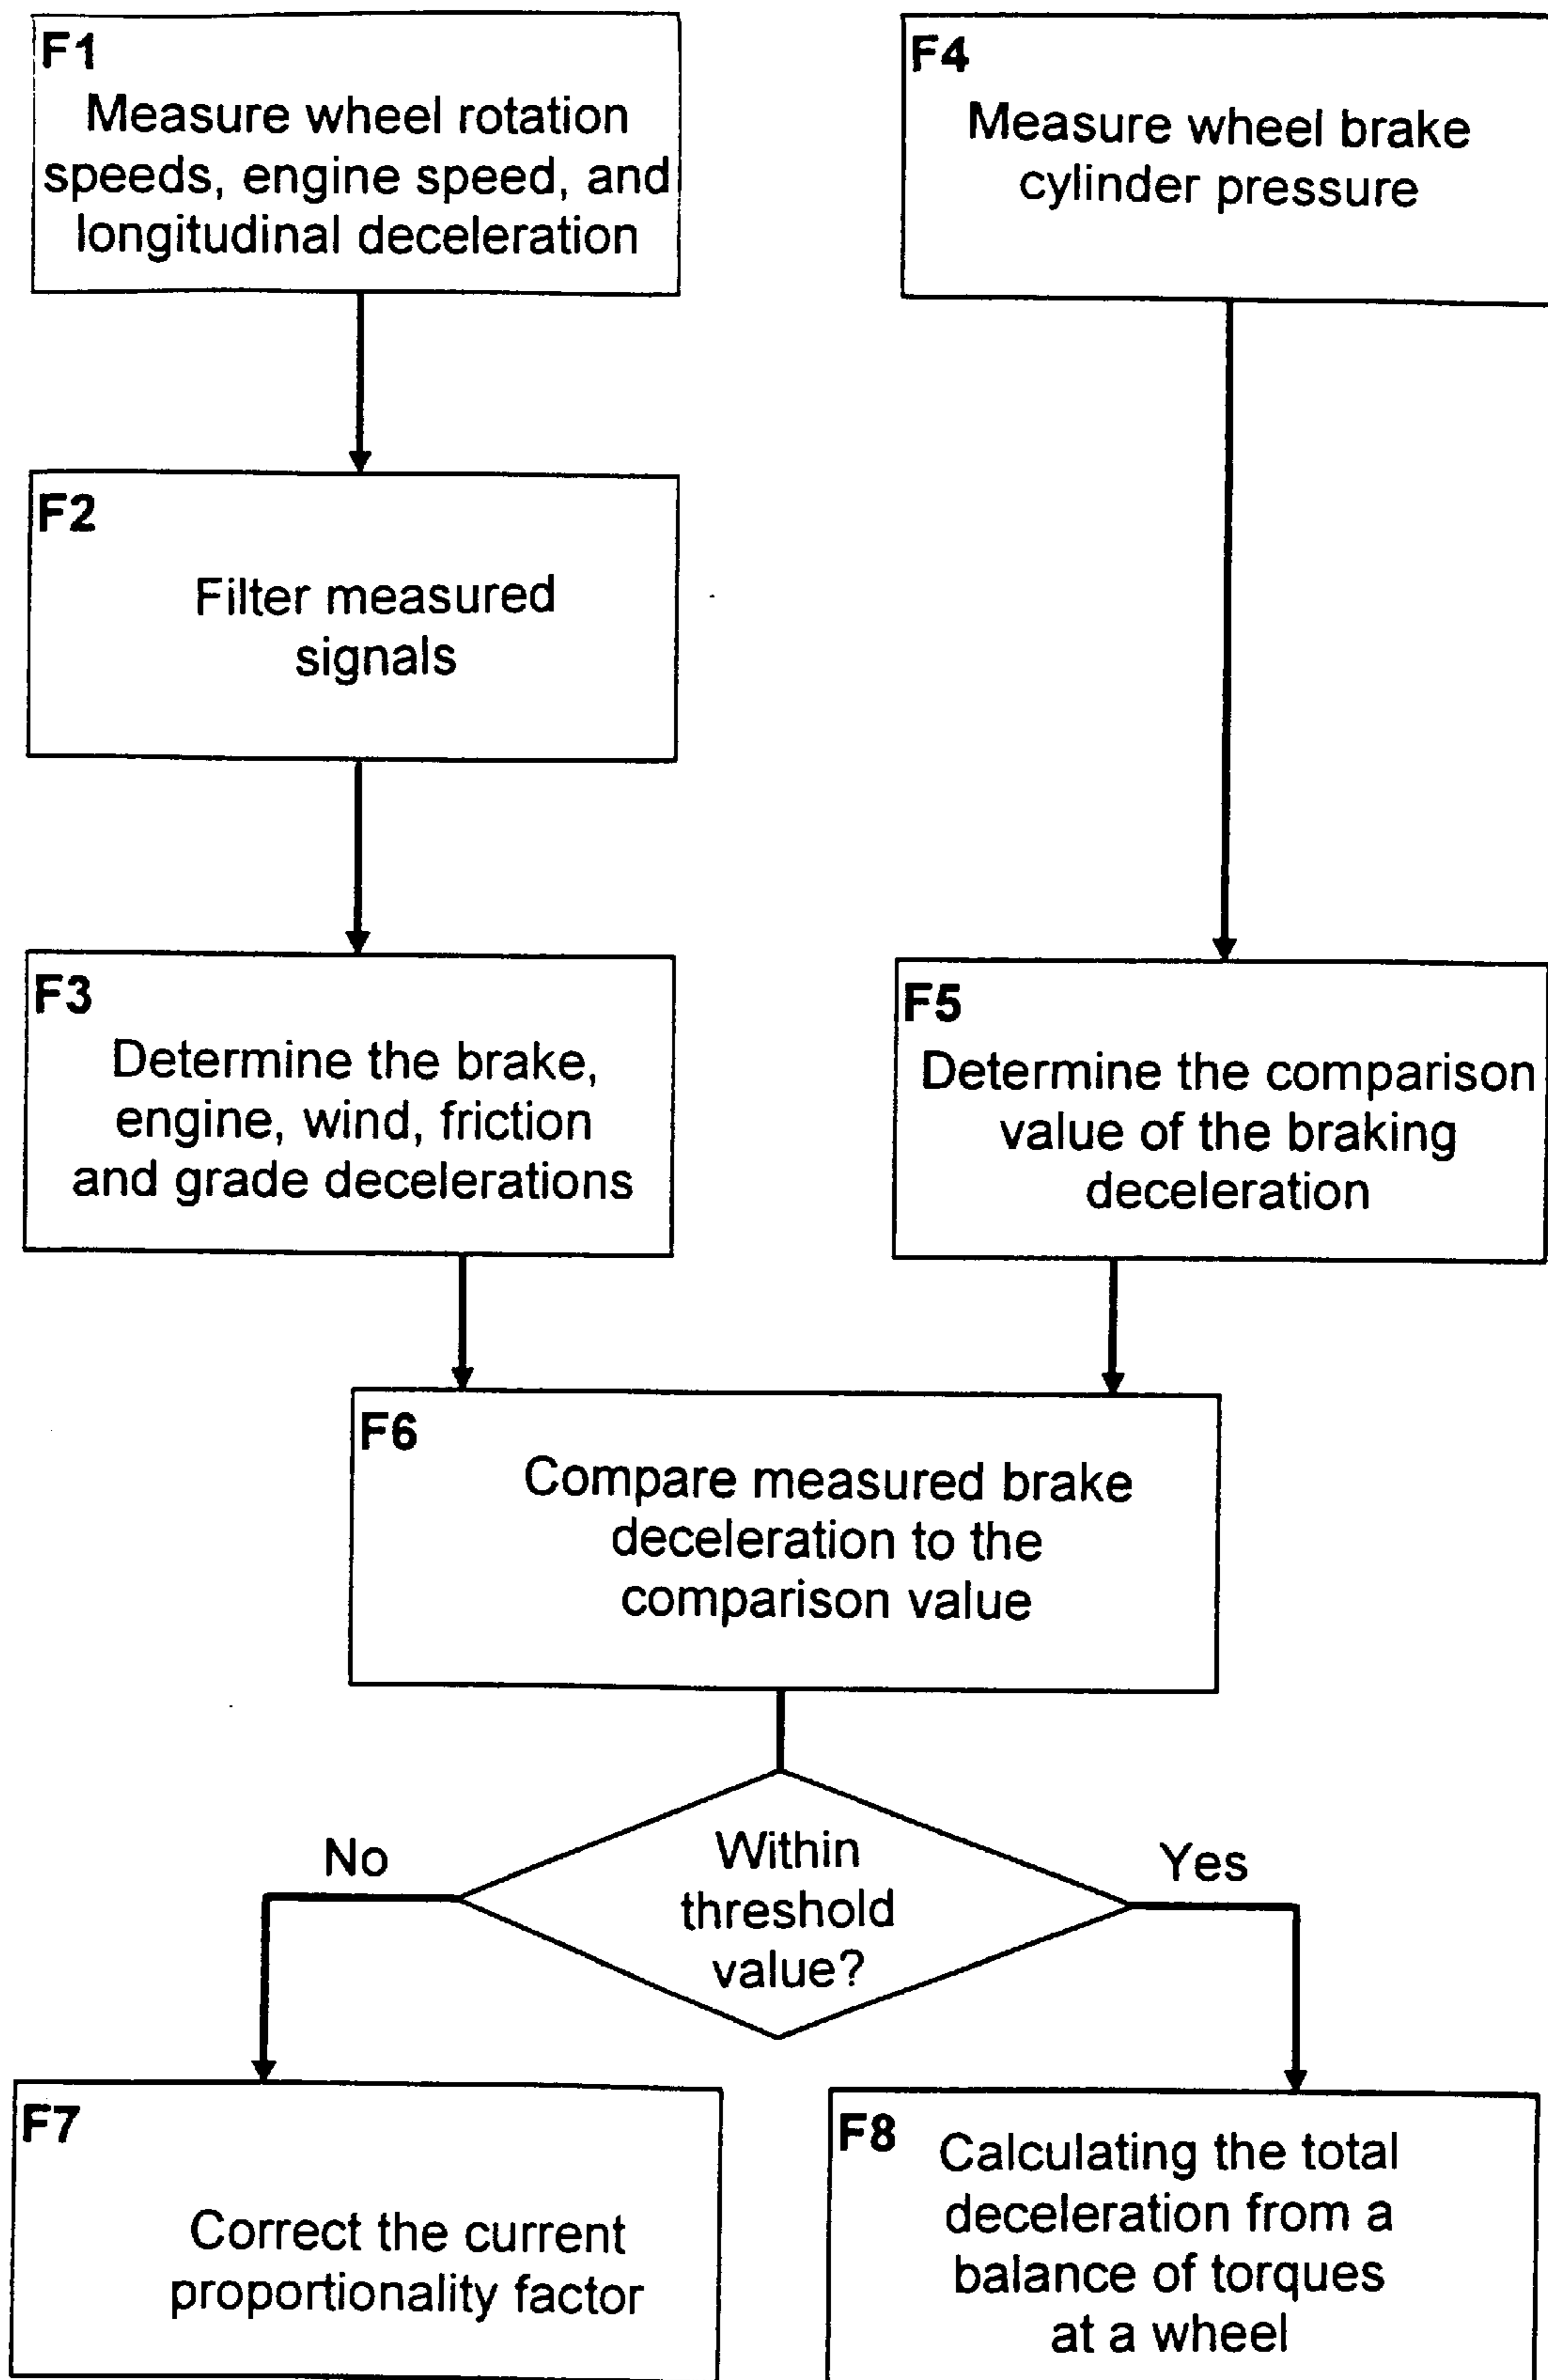 F1
Measure wheel rotation
speeds, engine speed, and
longitudinal deceleration
F4
Measure wheel brake
cylinder pressure
F2
Filter measured
signals
F3
Determine the brake,
engine, wind, friction
and grade decelerations
F5
Determine the comparison
value of the braking
deceleration
F6
Compare measured brake
deceleration to the
comparison value
Within
threshold
value?
No
Yes
F7
Correct the current
proportionality factor
F8
Calculating the total
deceleration from a
balance of torques
at a wheel